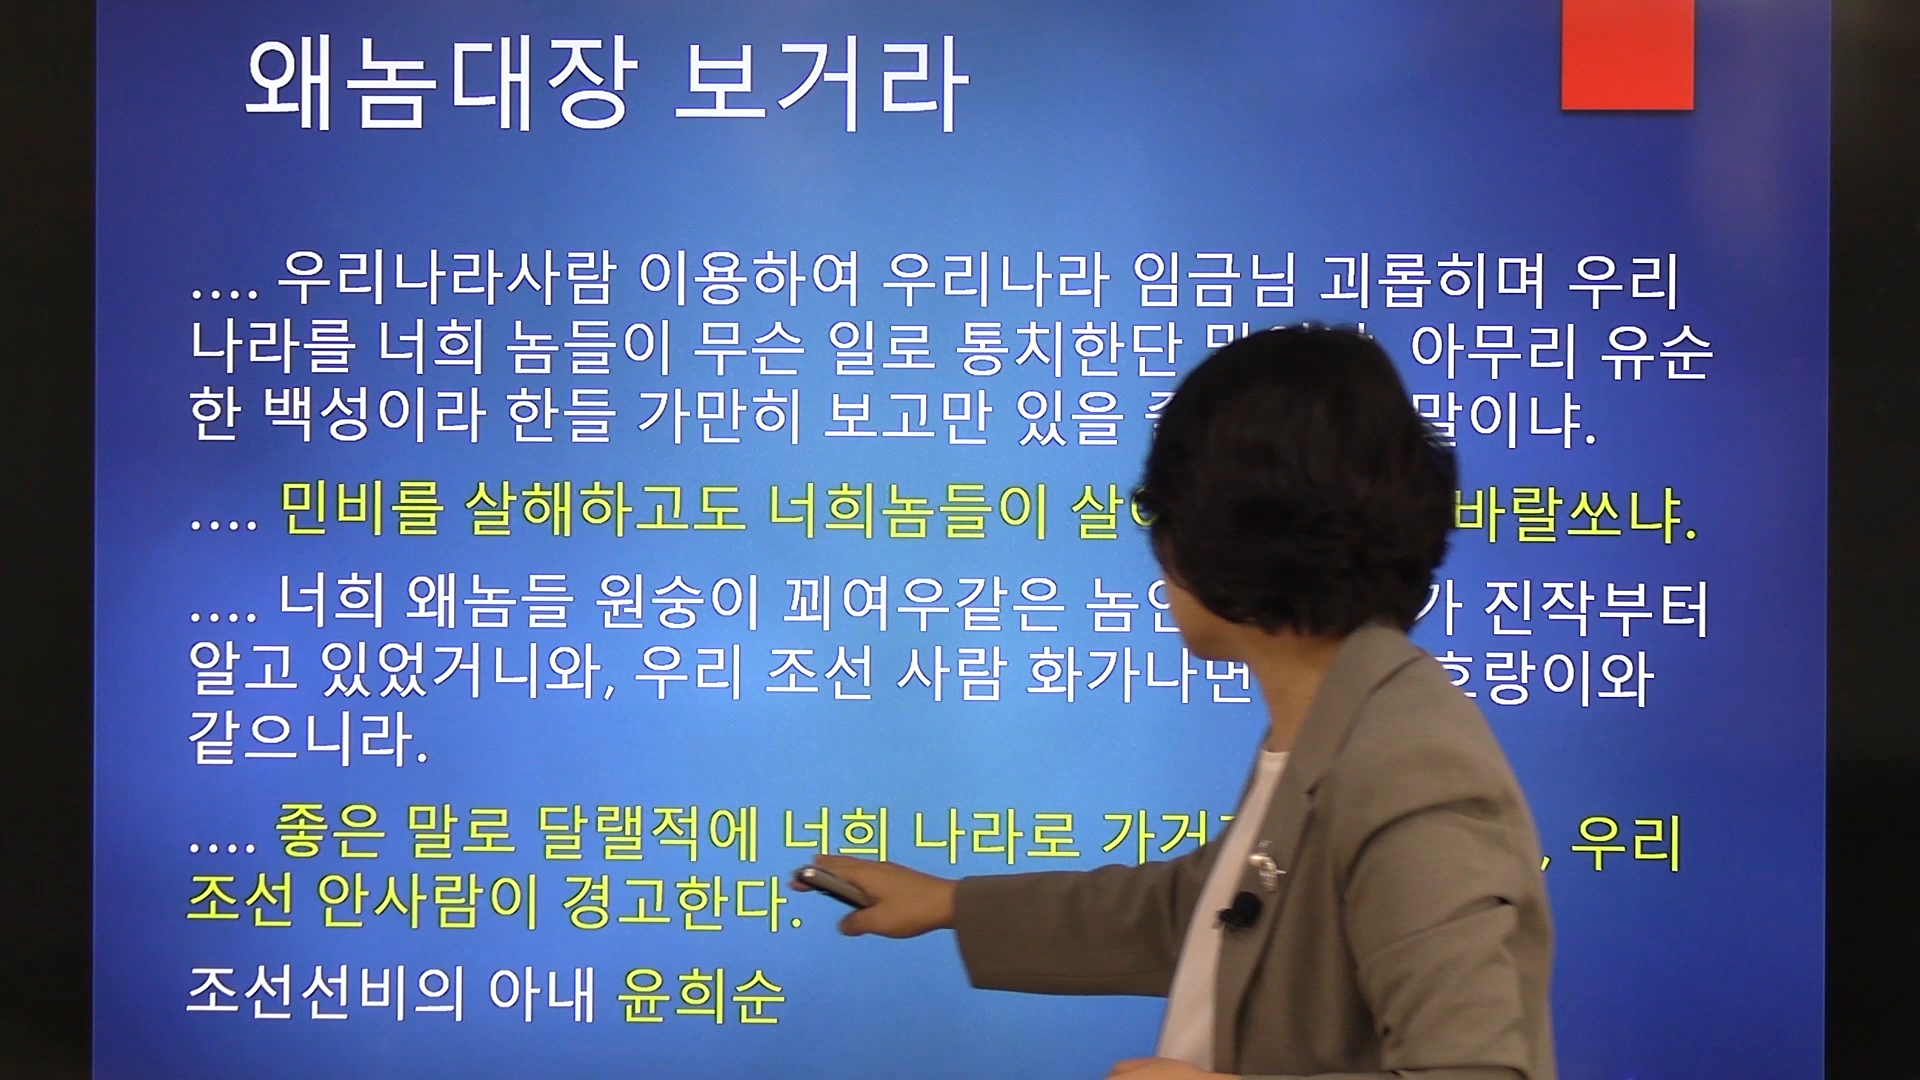 왜놈대장 보거라
.... 우리나라사람 이용하여 우리나라 임금님 괴롭히며 우리
나라를 너희 놈들이 무슨 일로 통치한단 아무리 유순
한 백성이라 한들 가만히 보고만 있을 말이냐.
.... 민비를 살해하고도 너희놈들이 바랄쏘냐.
.... 너희 왜놈들 원숭이 꾀여우같은 진작부터
알고 있었거니와, 우리 조선 사람 화가나면 호랑이와
같으니라.
.... 좋은 말로 달랠적에 너희 나라로 , 우리
조선 안사람이 경고한다.
조선선비의 아내 윤희순